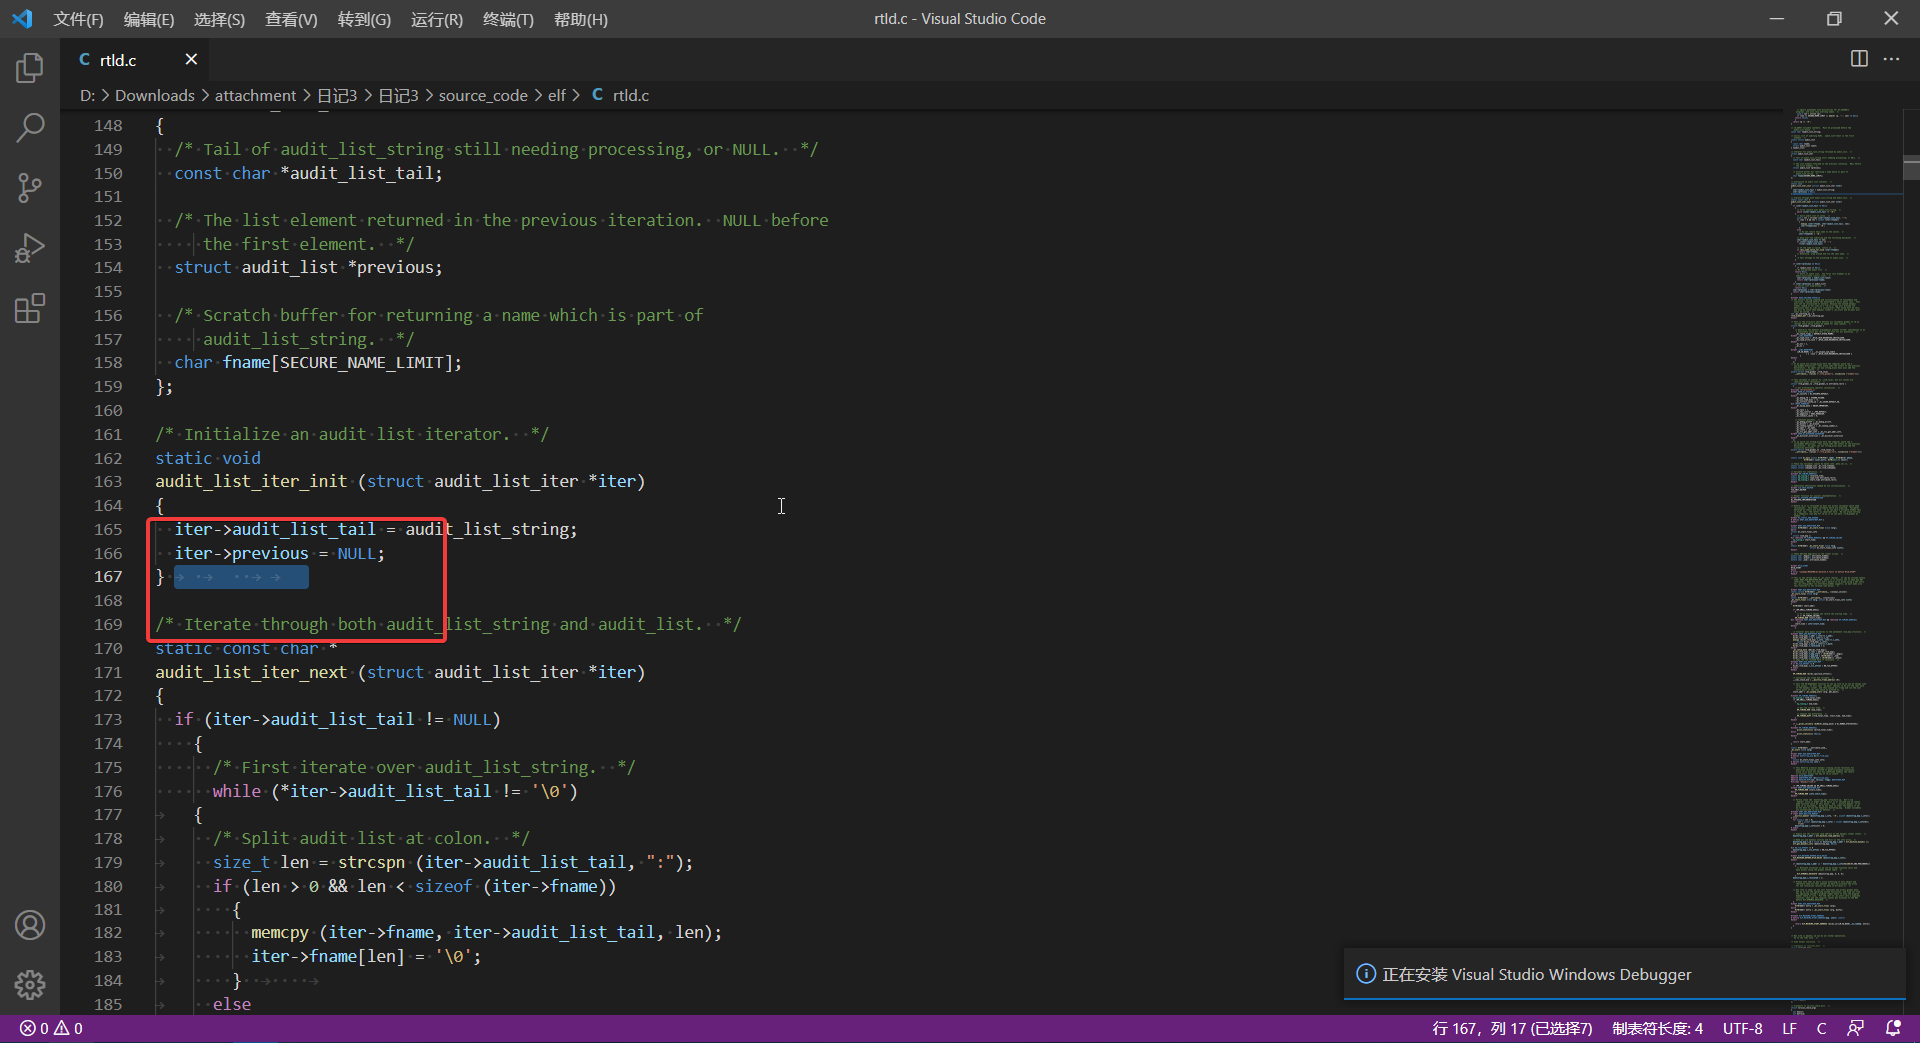 文件(F) 编辑(E) 选择(S) 查看(V) 转到(G) 运行(R) 终端(T) 帮助(H)
rtld.c - Visual Studio Code
C rtld.c
D: > Downloads > attachment > 日记3 > 日记3 > source_code > elf > C rtld.c
148 {
149 /* Tail of audit_list_string still needing processing, or NULL.  */
150 const char *audit_list_tail;
151
152 /* The list element returned in the previous iteration.  NULL before
153 the first element.  */
154 struct audit_list *previous;
155
156 /* Scratch buffer for returning a name which is part of
157 audit_list_string.  */
158 char fname[SECURE_NAME_LIMIT];
159 };
160
161 /* Initialize an audit list iterator.  */
162 static void
163 audit_list_iter_init (struct audit_list_iter *iter)
164 {
165 iter->audit_list_tail = audit_list_string;
166 iter->previous = NULL;
167 }
168
169 /* Iterate through both audit_list_string and audit_list.  */
170 static const char *
171 audit_list_iter_next (struct audit_list_iter *iter)
172 {
173 if (iter->audit_list_tail != NULL)
174 {
175 /* First iterate over audit_list_string.  */
176 while (*iter->audit_list_tail != '\0')
177 {
178 /* Split audit list at colon.  */
179 size_t len = strcspn (iter->audit_list_tail, ":");
180 if (len > 0 && len < sizeof (iter->fname))
181 {
182 memcpy (iter->fname, iter->audit_list_tail, len);
183 iter->fname[len] = '\0';
184 }
185 else
正在安装 Visual Studio Windows Debugger
0 0
行 167，列 17 (已选择7) 制表符长度: 4 UTF-8 LF C